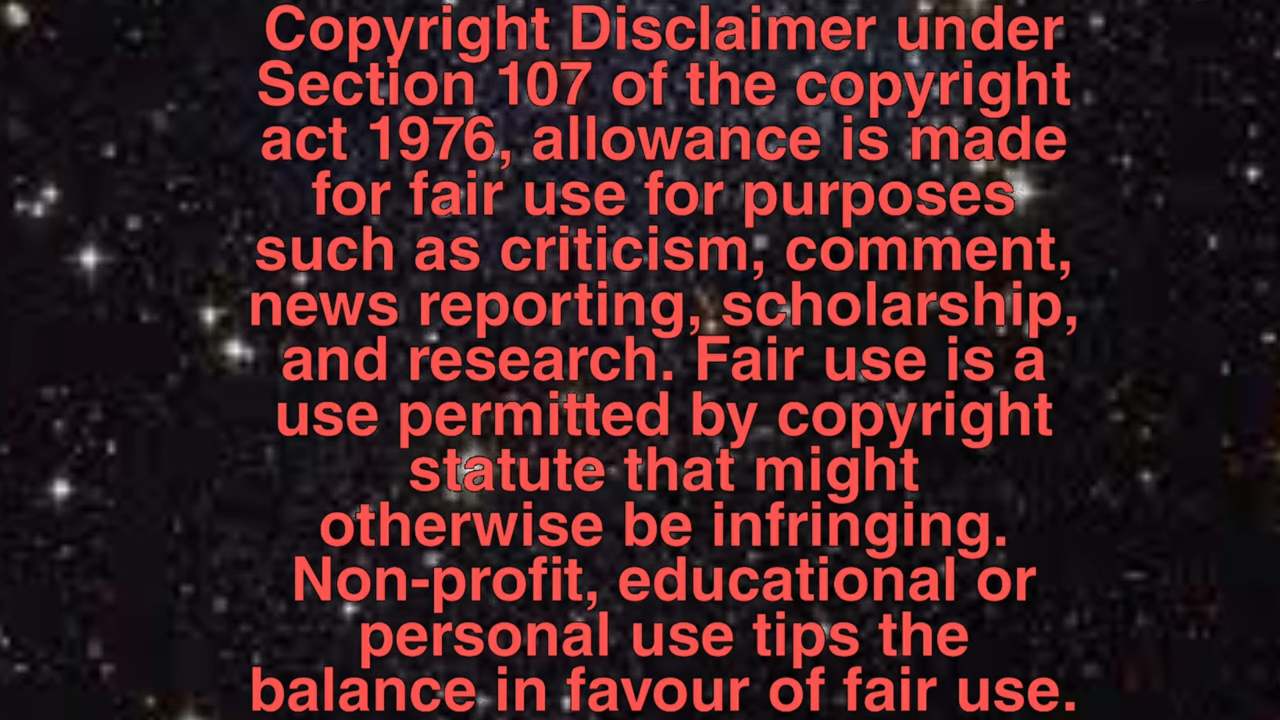 Copyright Disclaimer under
Section 107 of the copyright
act 1976, allowance is made
for fair use for purposes
such as criticism, comment,
news reporting, scholarship,
and research. Fair use is a
use permitted by copyright
statute that might
otherwise be infringing.
Non-profit, educational or
personal use tips the
balance in favour of fair use.